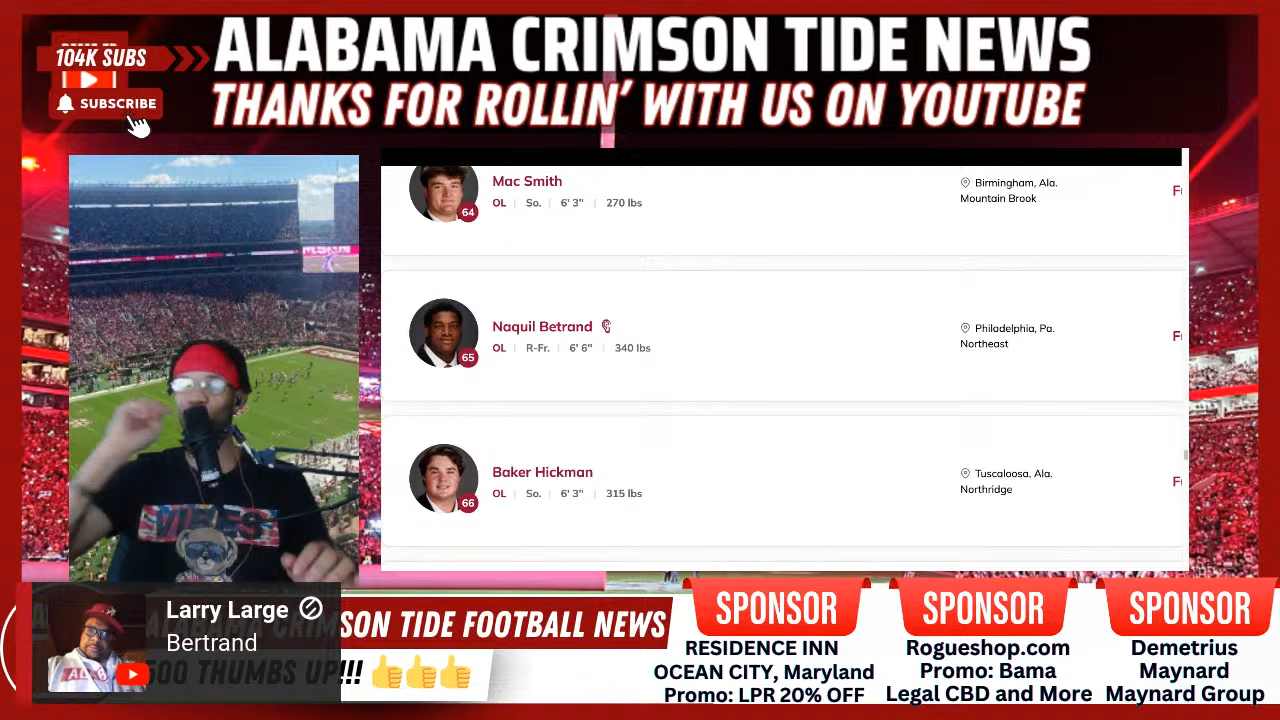 104K SUBS
SUBSCRIBE
ALABAMA CRIMSON TIDE NEWS
THANKS FOR ROLLIN' WITH US ON YOUTUBE
Mac Smith
OL | So. | 6' 3" | 270 lbs
64
Birmingham, Ala.
Mountain Brook
Naquil Betrand
OL | R-Fr. | 6' 6" | 340 lbs
65
Philadelphia, Pa.
Northeast
Baker Hickman
OL | So. | 6' 3" | 315 lbs
66
Tuscaloosa, Ala.
Northridge
VIBES
Larry Large
Bertrand
CRIMSON TIDE FOOTBALL NEWS
500 THUMBS UP!!! 👍👍👍
SPONSOR
RESIDENCE INN
OCEAN CITY, Maryland
Promo: LPR 20% OFF
SPONSOR
Rogueshop.com
Promo: Bama
Legal CBD and More
SPONSOR
Demetrius
Maynard
Maynard Group